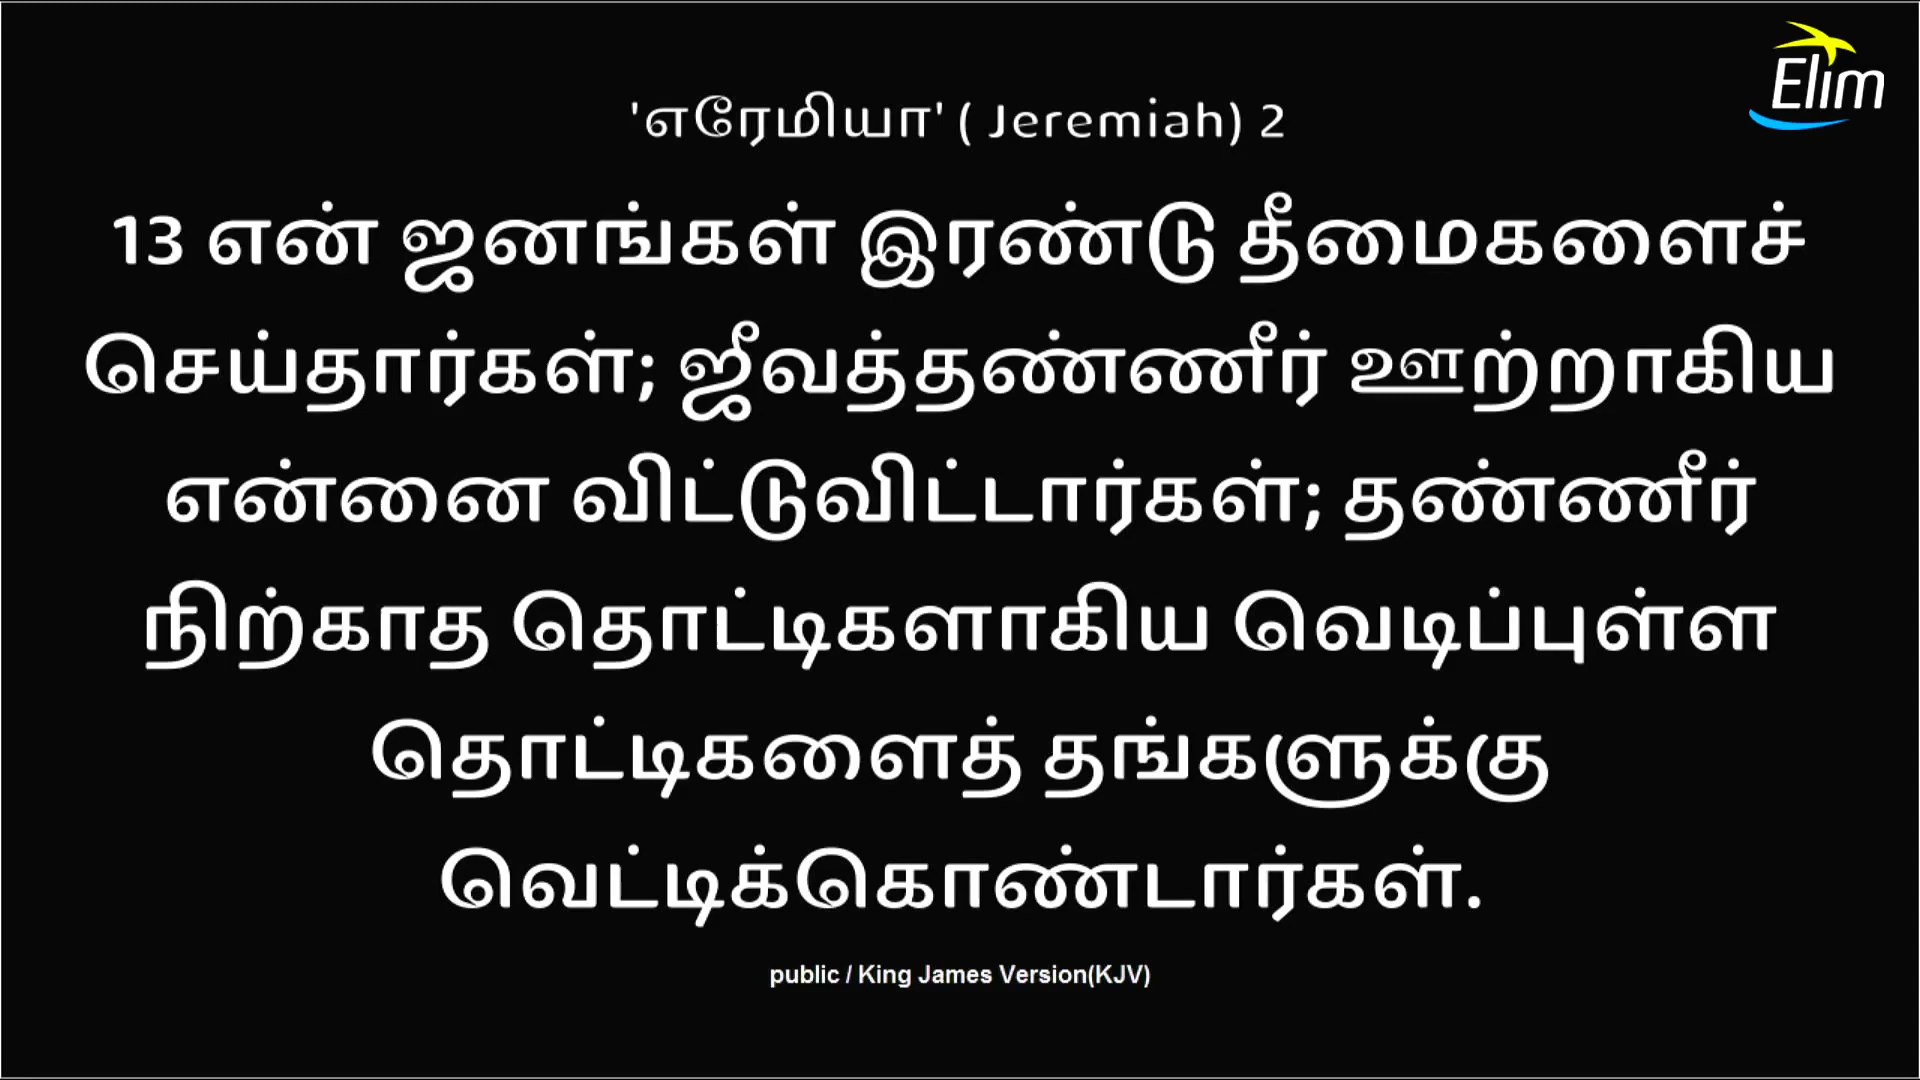 Elim
'எரேமியா' ( Jeremiah) 2
13 என் ஜனங்கள் இரண்டு தீமைகளைச்
செய்தார்கள்; ஜீவத்தண்ணீர் ஊற்றாகிய
என்னை விட்டுவிட்டார்கள்; தண்ணீர்
நிற்காத தொட்டிகளாகிய வெடிப்புள்ள
தொட்டிகளைத் தங்களுக்கு
வெட்டிக்கொண்டார்கள்.
public / King James Version(KJV)